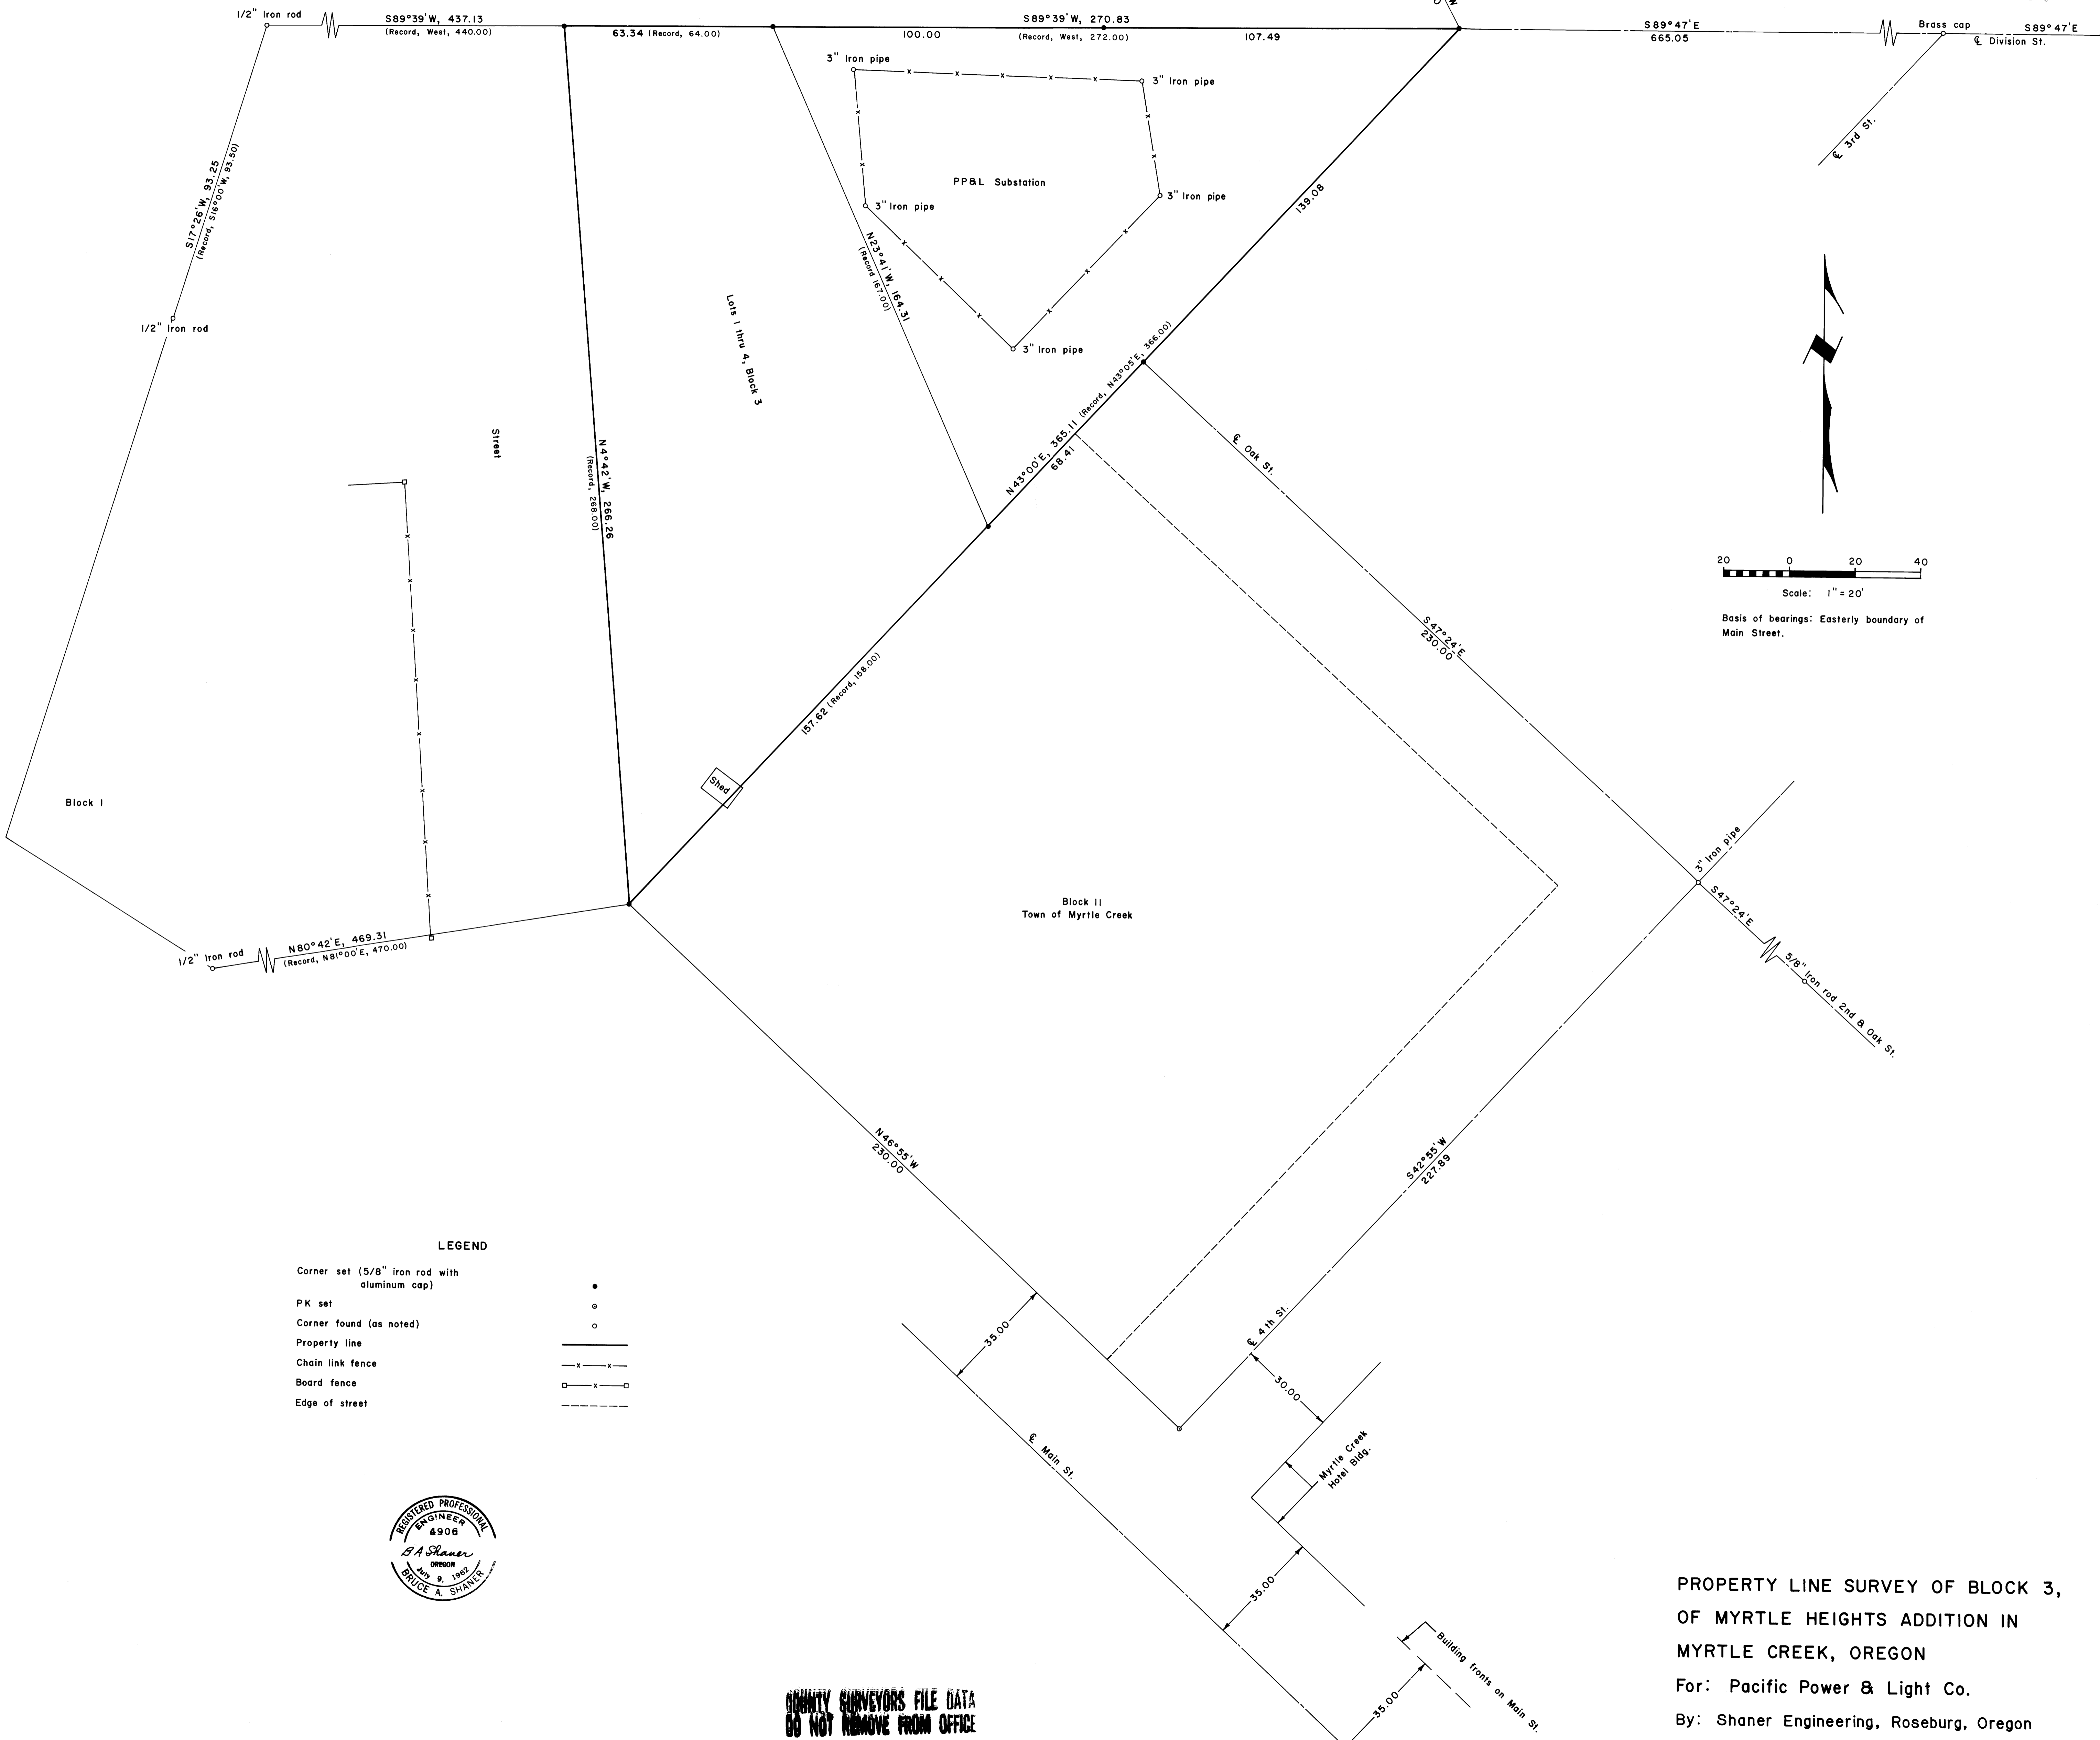 1/2" Iron rod
S89°39'W, 437.13
(Record, West, 440.00)
63.34 (Record, 64.00)
100.00
S89°39'W, 270.83
(Record, West, 272.00)
107.49
S89°47'E
665.05
Brass cap
S89°47'E
℄ Division St.
℄ 3rd St.
3" Iron pipe
3" Iron pipe
3" Iron pipe
3" Iron pipe
3" Iron pipe
PP&L Substation
S17°26'W, 93.25
(Record, S16°00'W, 93.50)
1/2" Iron rod
139.08
N23°41'W, 164.31
(Record 167.00)
Lots 1 thru 4, Block 3
Street
N4°42'W, 266.26
(Record, 268.00)
N43°00'E, 365.11 (Record, N43°05'E, 366.00)
68.41
℄ Oak St.
20 0 20 40
Scale: 1" = 20'
Basis of bearings: Easterly boundary of
Main Street.
S47°24'E
230.00
157.62 (Record, 158.00)
Shed
Block 1
3" Iron pipe
S47°24'E
5/8" Iron rod 2nd & Oak St.
Block 11
Town of Myrtle Creek
1/2" Iron rod
N80°42'E, 469.31
(Record, N81°00'E, 470.00)
N46°55'W
230.00
S42°55'W
227.89
LEGEND
Corner set (5/8" iron rod with
aluminum cap)
PK set
Corner found (as noted)
Property line
Chain link fence
Board fence
Edge of street
35.00
℄ 4th St.
30.00
℄ Main St.
Myrtle Creek
Hotel Bldg.
35.00
Building fronts on Main St.
35.00
REGISTERED PROFESSIONAL
ENGINEER
4906
B A Shaner
OREGON
July 9, 1962
BRUCE A. SHANER
COUNTY SURVEYORS FILE DATA
DO NOT REMOVE FROM OFFICE
PROPERTY LINE SURVEY OF BLOCK 3,
OF MYRTLE HEIGHTS ADDITION IN
MYRTLE CREEK, OREGON
For: Pacific Power & Light Co.
By: Shaner Engineering, Roseburg, Oregon